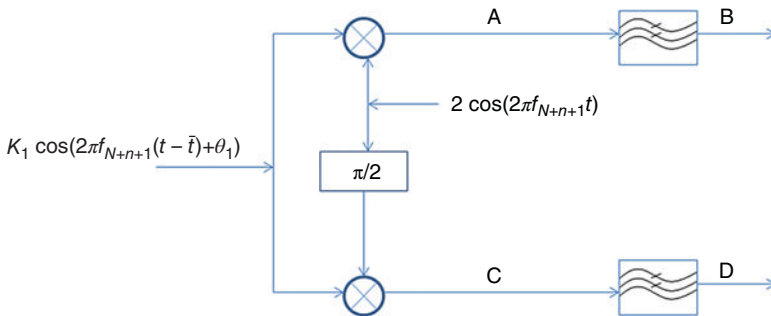 A
B
2 cos(2πf_{N+n+1}t)
K_1 cos(2πf_{N+n+1}(t − t̄)+θ_1)
π/2
C
D